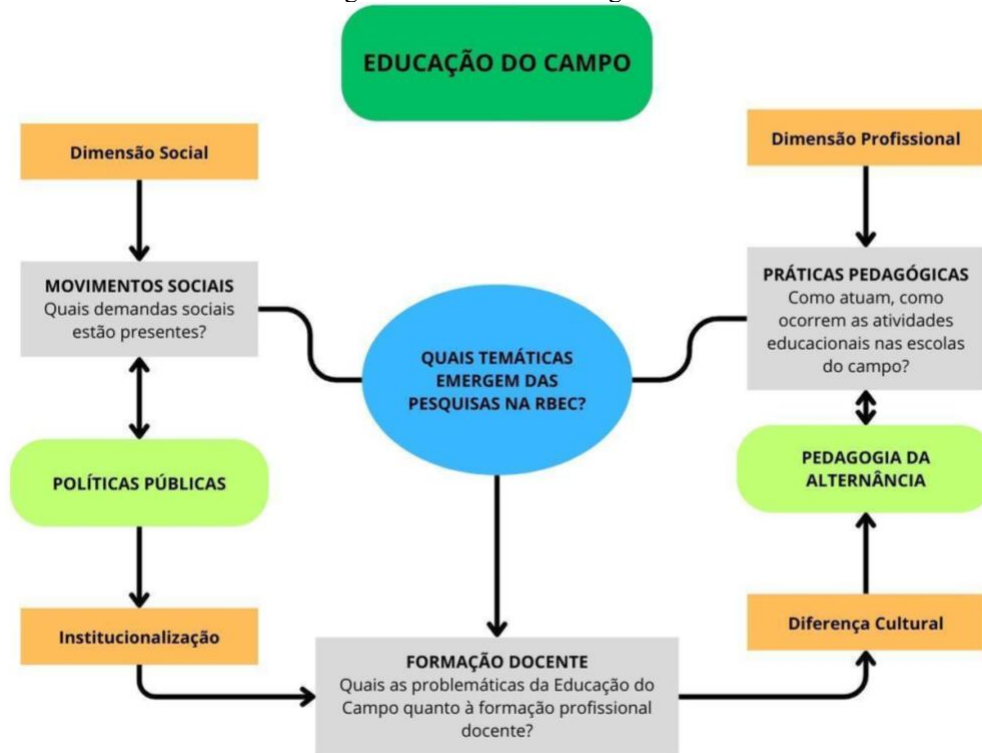 EDUCAÇÃO DO CAMPO
Dimensão Social
Dimensão Profissional
MOVIMENTOS SOCIAIS
Quais demandas sociais
estão presentes?
PRÁTICAS PEDAGÓGICAS
Como atuam, como
ocorrem as atividades
educacionais nas escolas
do campo?
QUAIS TEMÁTICAS
EMERGEM DAS
PESQUISAS NA RBEC?
POLÍTICAS PÚBLICAS
PEDAGOGIA DA
ALTERNÂNCIA
Institucionalização
Diferença Cultural
FORMAÇÃO DOCENTE
Quais as problemáticas da Educação do
Campo quanto à formação profissional
docente?